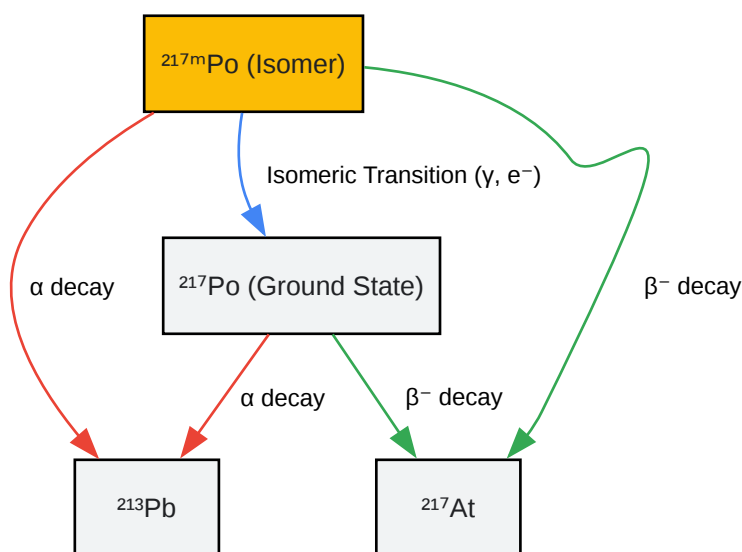 ²¹⁷ᵐPo (Isomer)
Isomeric Transition (γ, e⁻)
²¹⁷Po (Ground State)
α decay
β⁻ decay
α decay
β⁻ decay
²¹³Pb
²¹⁷At